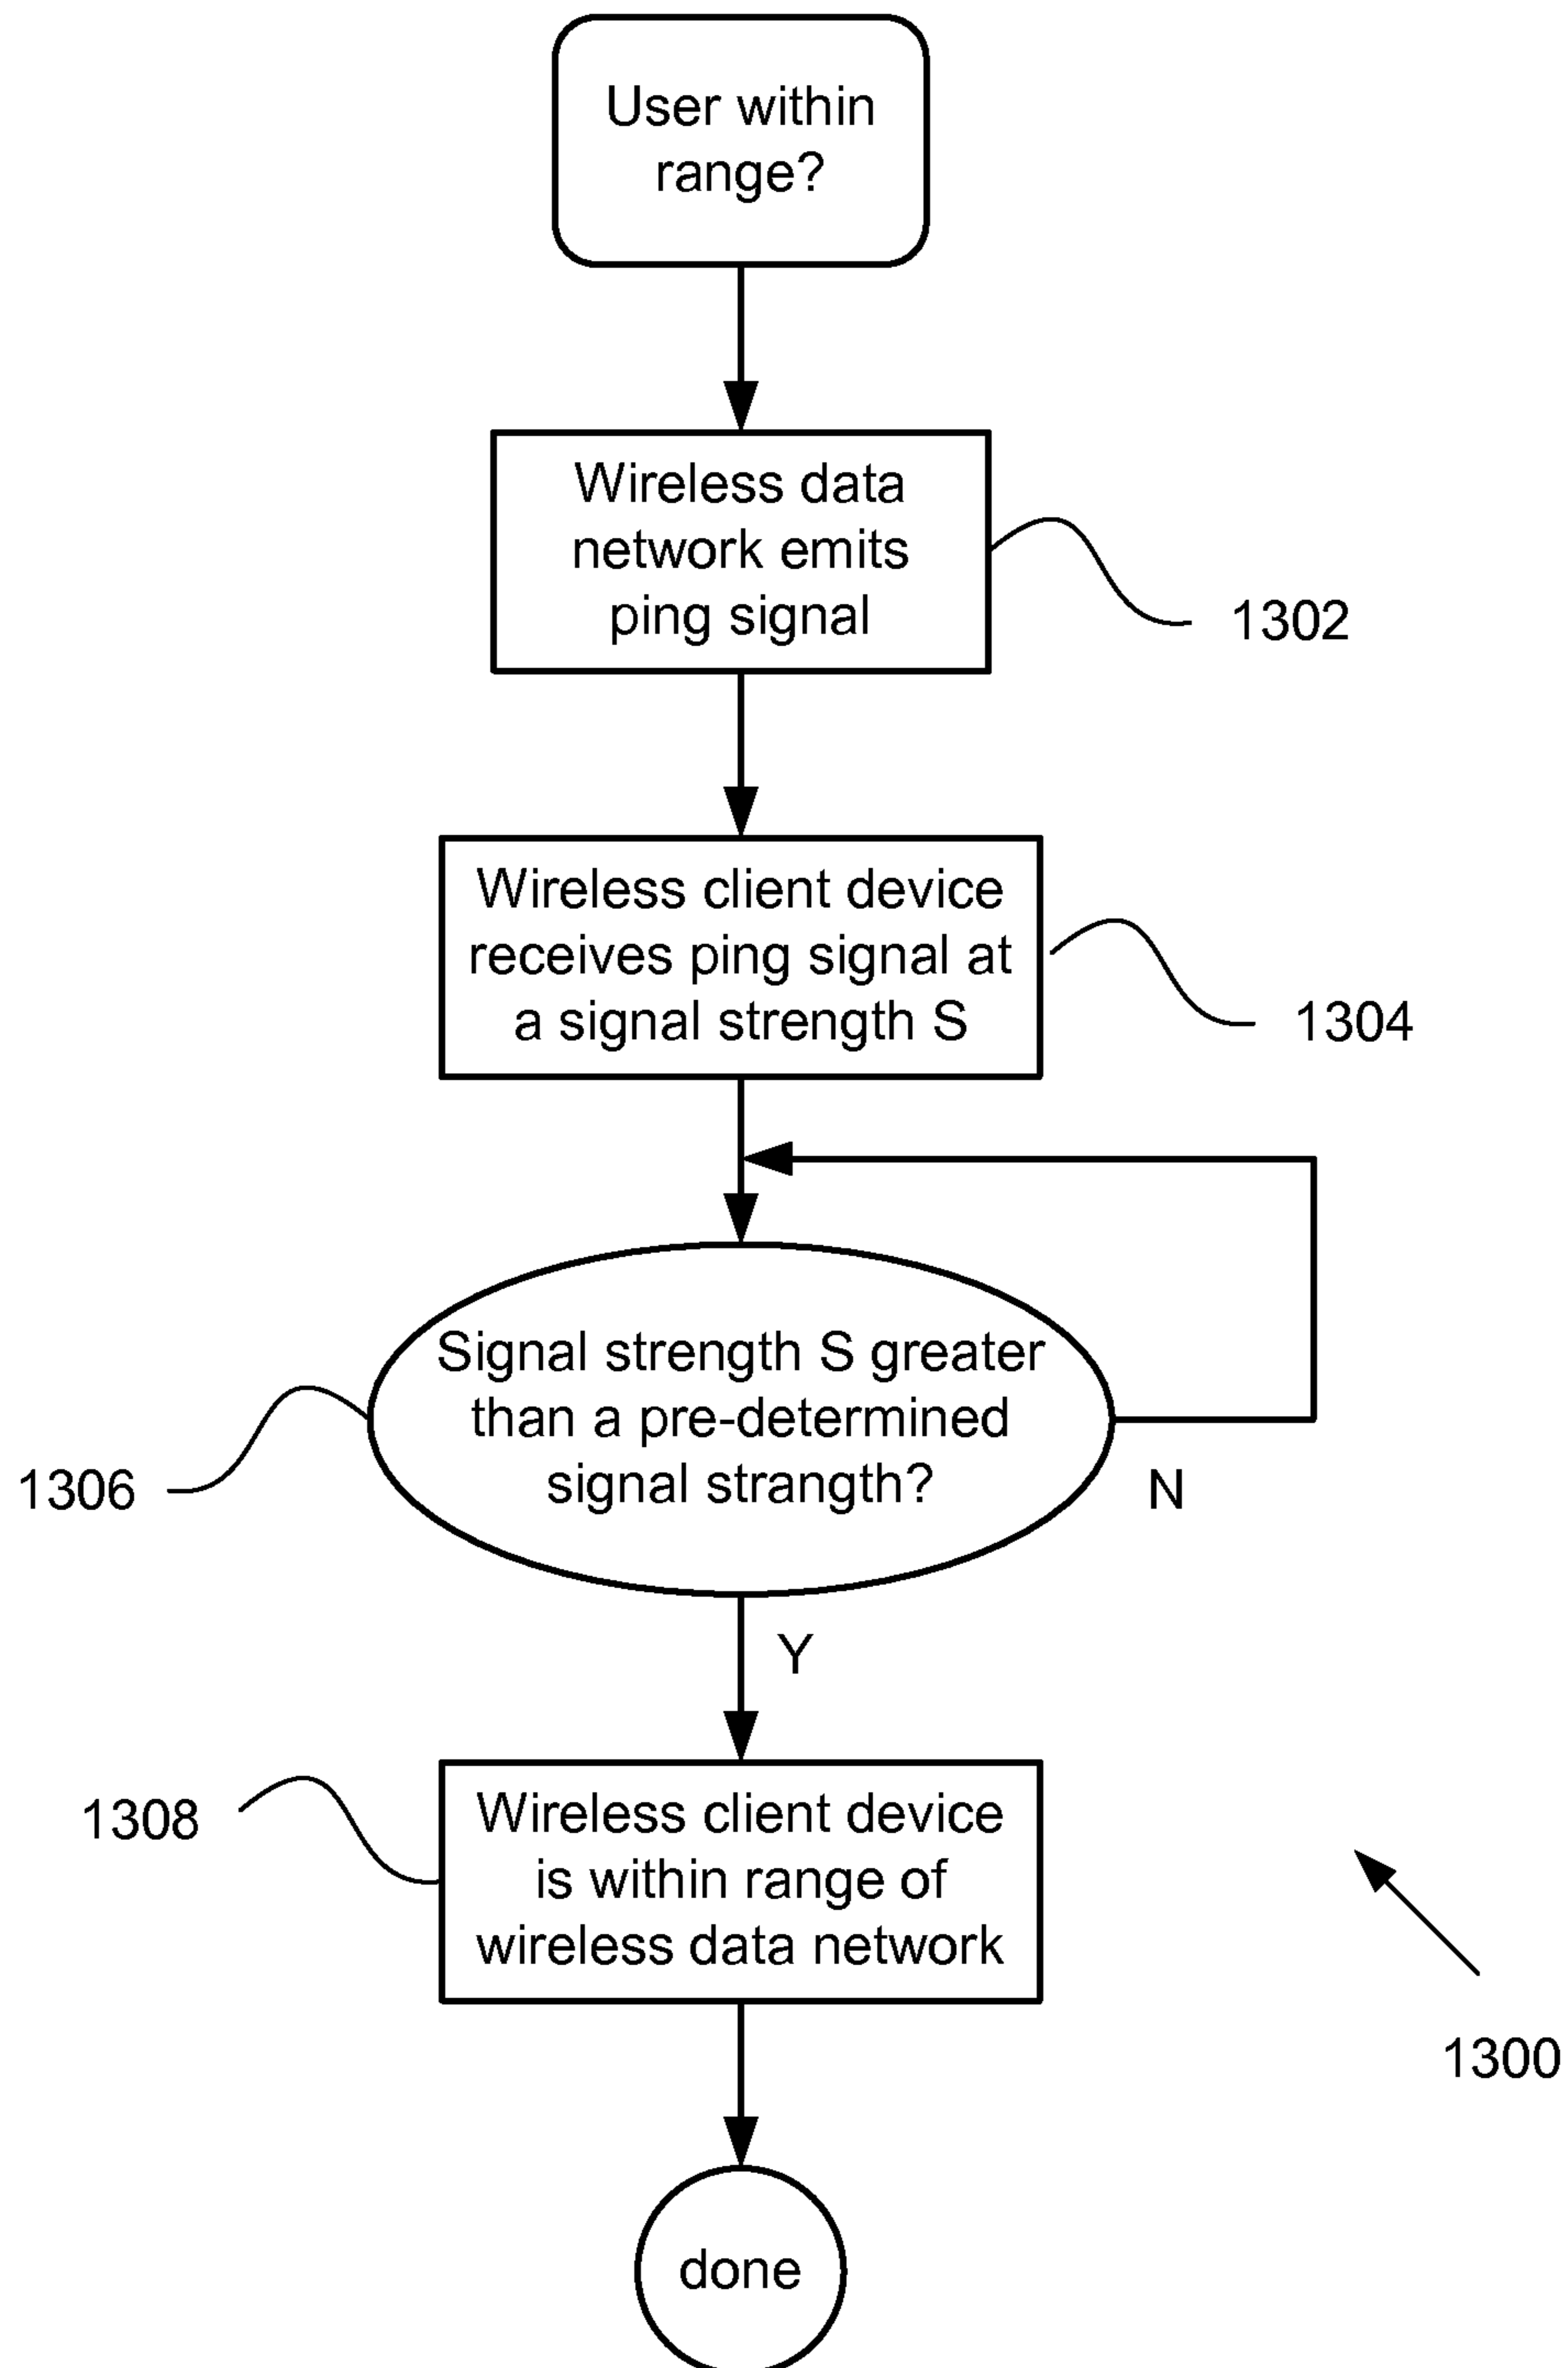 User within
range?
Wireless data
network emits
ping signal
1302
Wireless client device
receives ping signal at
a signal strength S
1304
Signal strength S greater
than a pre-determined
signal strangth?
1306
N
Y
Wireless client device
is within range of
wireless data network
1308
1300
done